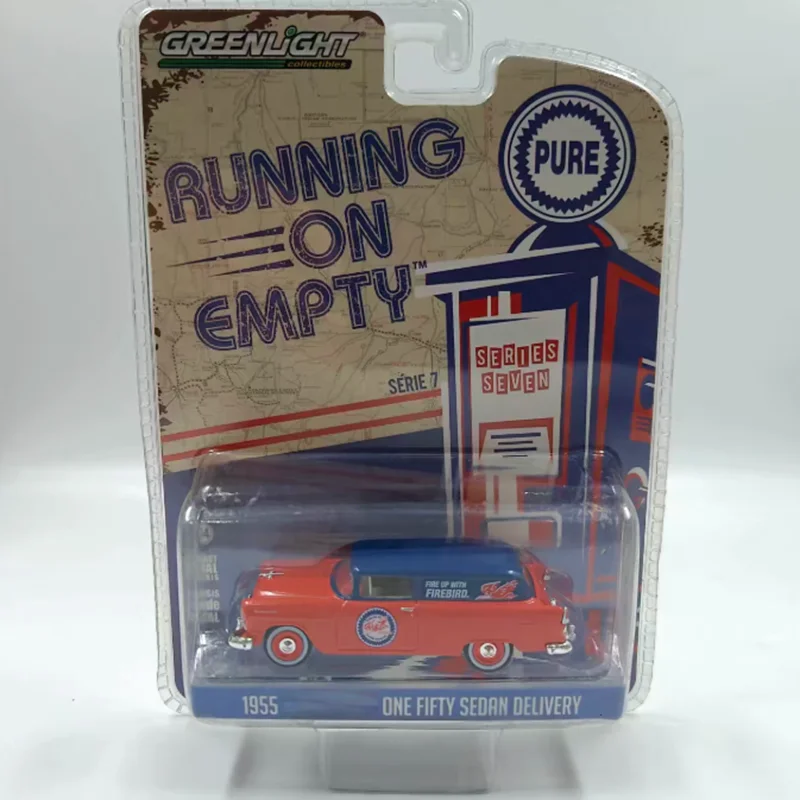 GREENLiGHT
collectibles
PURE
RUNNING
ON
EMPTY™
SERIES
SEVEN
SÉRIE 7
FIRE UP WITH
FIREBIRD.
1955
ONE FIFTY SEDAN DELIVERY